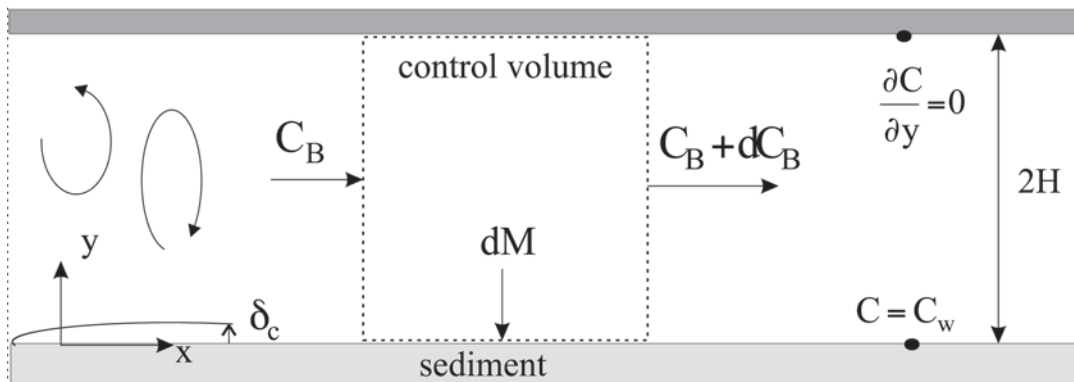 control volume
∂C/∂y = 0
C_B
C_B + dC_B
2H
y
dM
δ_c
C = C_w
x
sediment